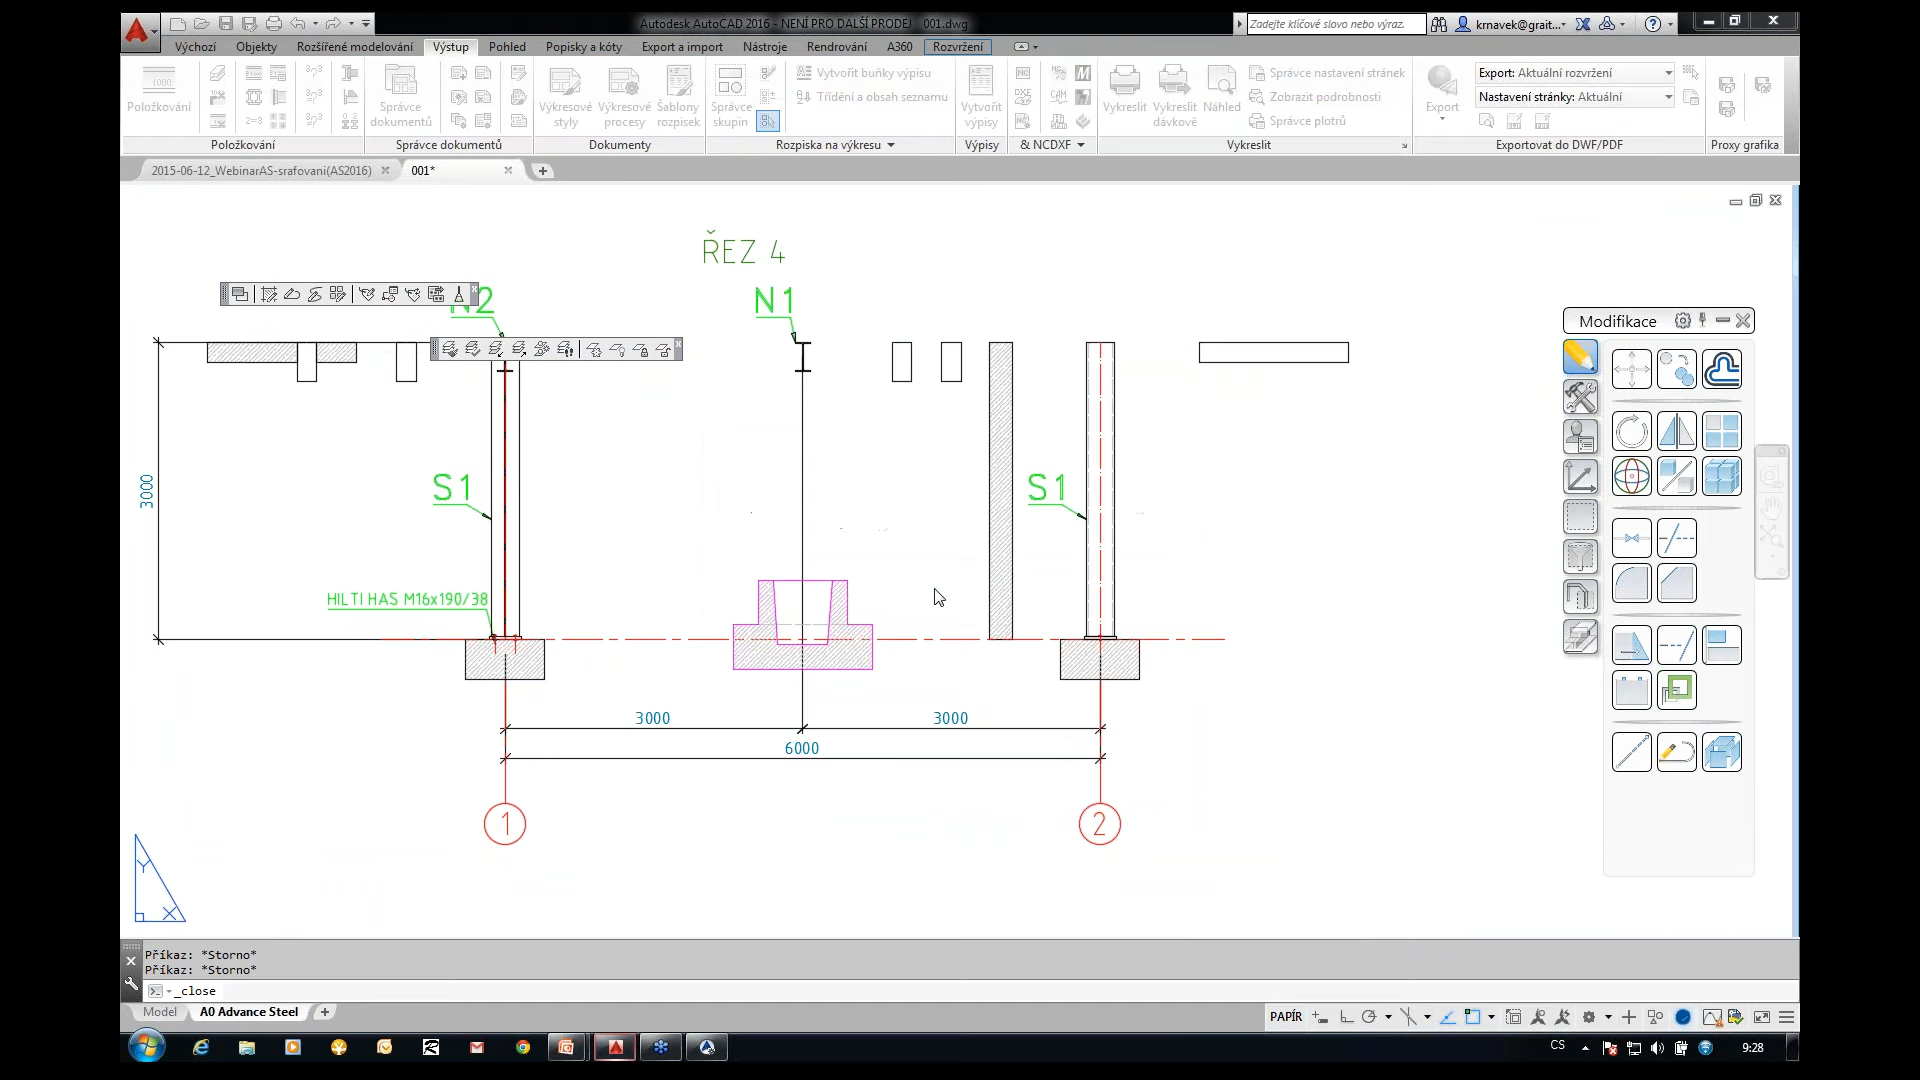 Autodesk AutoCAD 2016 - NENÍ PRO DALŠÍ PRODEJ 001.dwg
Zadejte klíčové slovo nebo výraz.
krnavek@grait...
Výchozí Objekty Rozšířené modelování Výstup Pohled Popisky a kóty Export a import Nástroje Rendrování A360 Rozvržení
Položkování
Správce dokumentů
Výkresové styly
Výkresové procesy
Šablony rozpisek
Správce skupin
Vytvořit buňky výpisu
Třídění a obsah seznamu
Vytvořit výpisy
NC
DXF
CAM
Vykreslit
Vykreslit dávkově
Náhled
Správce nastavení stránek
Zobrazit podrobnosti
Správce plotrů
Export
Export: Aktuální rozvržení
Nastavení stránky: Aktuální
Položkování Správce dokumentů Dokumenty Rozpiska na výkresu Výpisy & NCDXF Vykreslit Exportovat do DWF/PDF Proxy grafika
2015-06-12_WebinarAS-srafovani(AS2016) 001*
ŘEZ 4
N2 N1
Modifikace
3000
S1 S1
HILTI HAS M16x190/38
3000 3000
6000
1 2
Y
X
Příkaz: *Storno*
Příkaz: *Storno*
_close
Model A0 Advance Steel
PAPÍR
CS 9:28